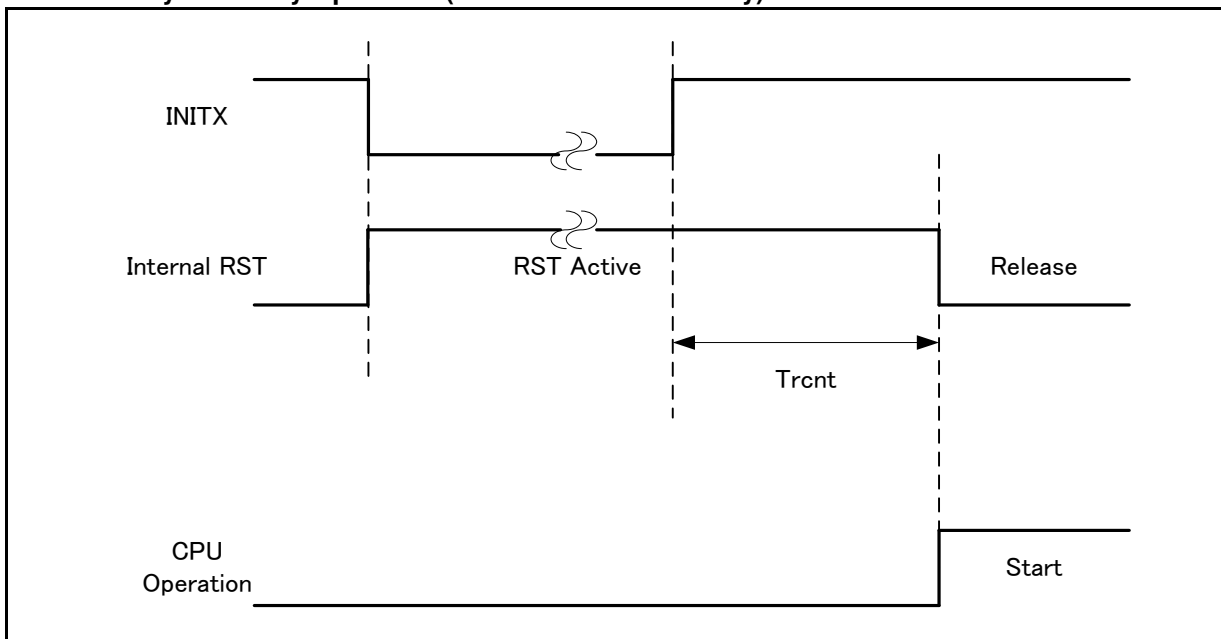 INITX
Internal RST
RST Active
Release
Trcnt
CPU
Operation
Start